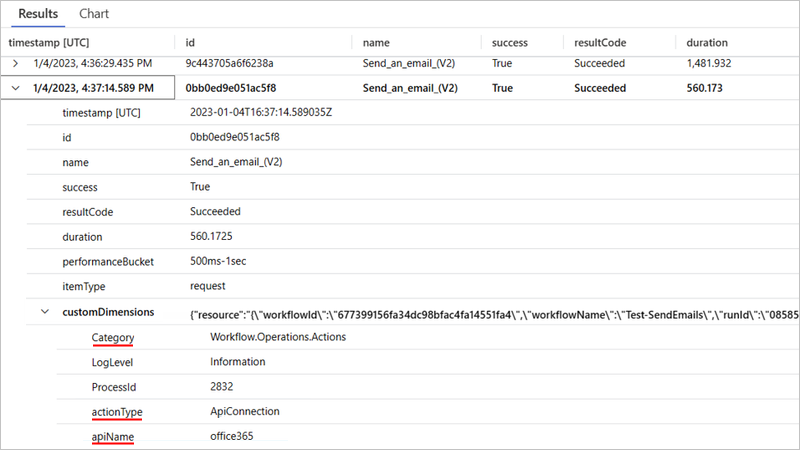 Results Chart
timestamp [UTC] id name success resultCode duration
1/4/2023, 4:36:29.435 PM 9c443705a6f6238a Send_an_email_(V2) True Succeeded 1,481.932
1/4/2023, 4:37:14.589 PM 0bb0ed9e051ac5f8 Send_an_email_(V2) True Succeeded 560.173
timestamp [UTC] 2023-01-04T16:37:14.589035Z
id 0bb0ed9e051ac5f8
name Send_an_email_(V2)
success True
resultCode Succeeded
duration 560.1725
performanceBucket 500ms-1sec
itemType request
customDimensions {"resource":"{\"workflowId\":\"677399156fa34dc98bfac4fa14551fa4\",\"workflowName\":\"Test-SendEmails\",\"runId\":\"08585
Category Workflow.Operations.Actions
LogLevel Information
ProcessId 2832
actionType ApiConnection
apiName office365